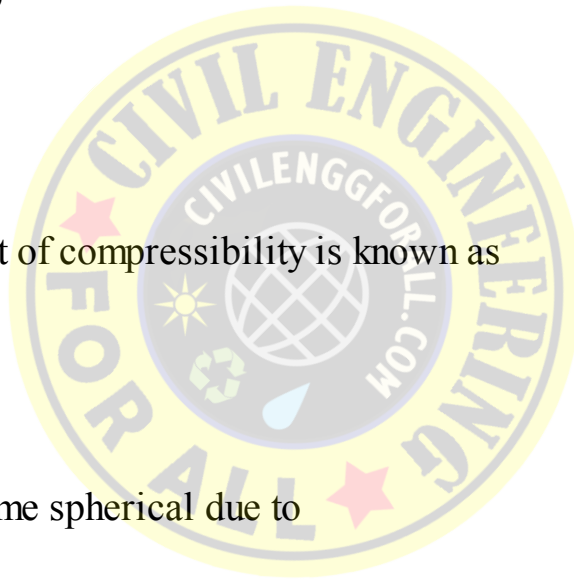 t of compressibility is known as
me spherical due to
CIVIL ENGINEERING
FOR ALL
CIVILENGGFORALL.COM